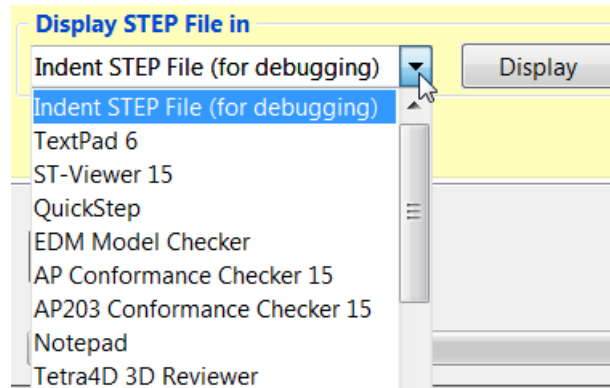 Display STEP File in
Indent STEP File (for debugging)
Display
Indent STEP File (for debugging)
TextPad 6
ST-Viewer 15
QuickStep
EDM Model Checker
AP Conformance Checker 15
AP203 Conformance Checker 15
Notepad
Tetra4D 3D Reviewer